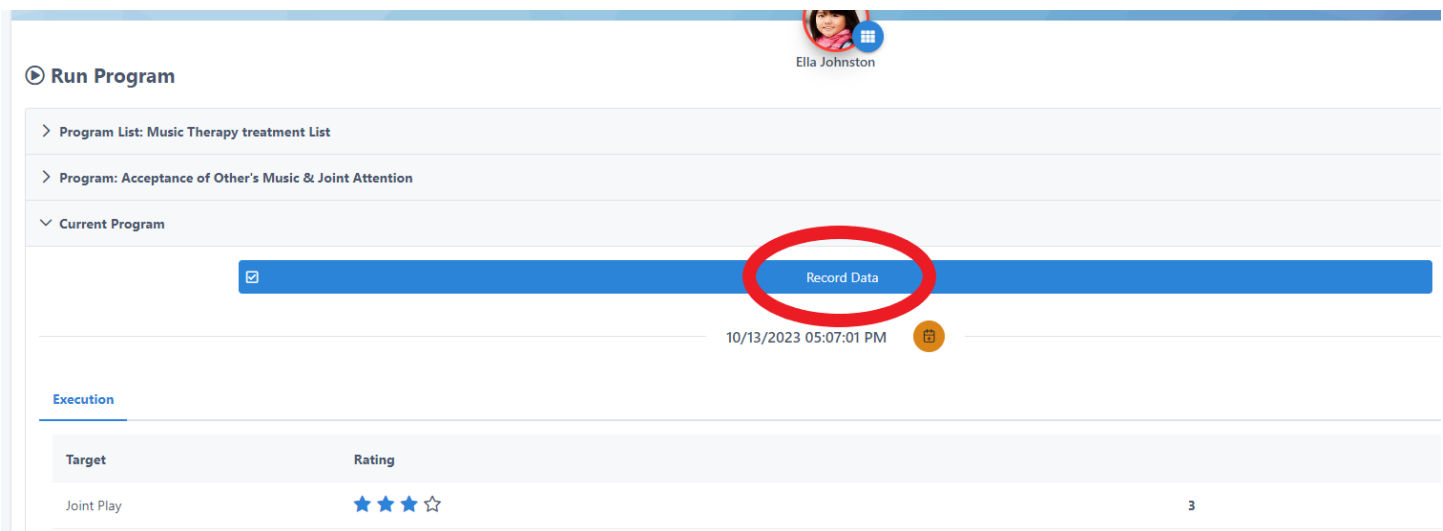 Ella Johnston
Run Program
Program List: Music Therapy treatment List
Program: Acceptance of Other's Music & Joint Attention
Current Program
Record Data
10/13/2023 05:07:01 PM
Execution
Target Rating
Joint Play 3